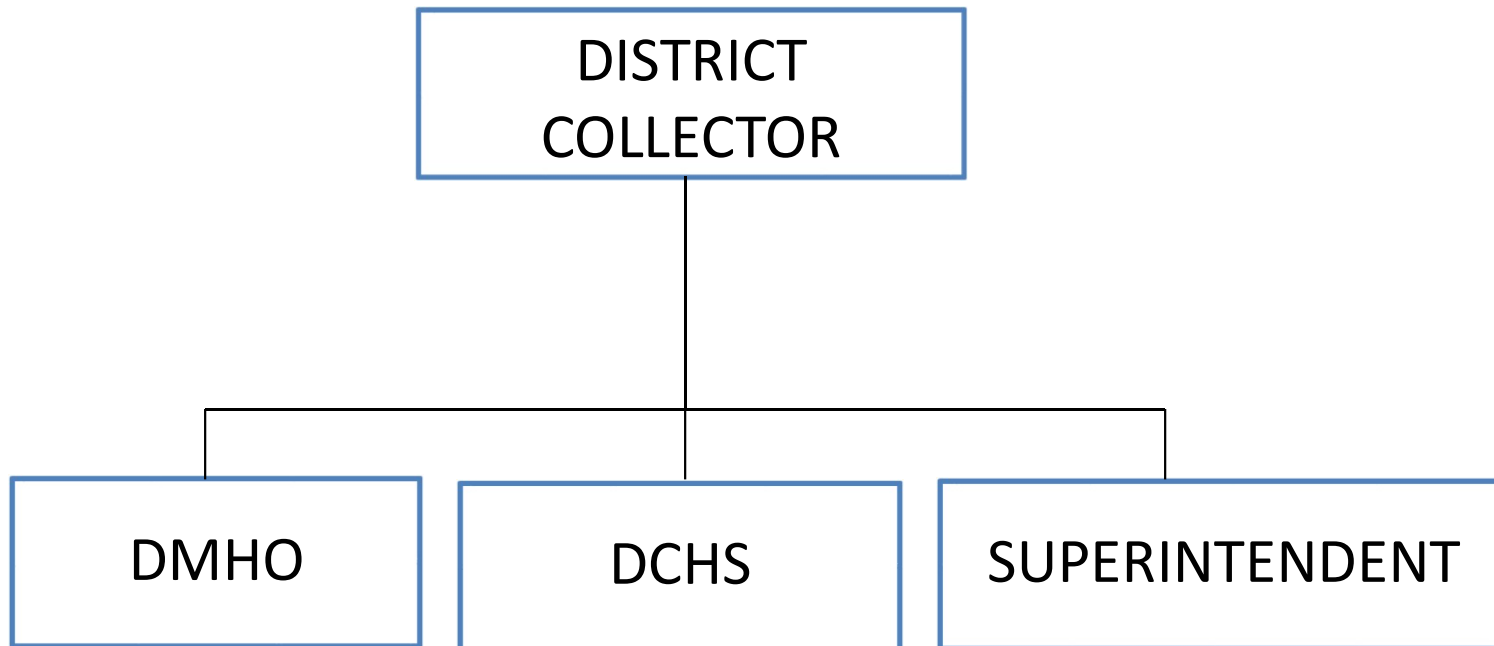 DISTRICT
COLLECTOR
DMHO
DCHS
SUPERINTENDENT